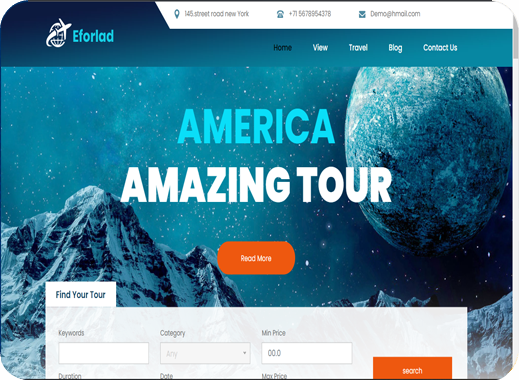 145.street road new York +71 5678954378 Demo@hmail.com
Eforlad
Home View Travel Blog Contact Us
AMERICA
AMAZING TOUR
Read More
Find Your Tour
Keywords Category Min Price
Any 00.0
search
Duration Date Max Price